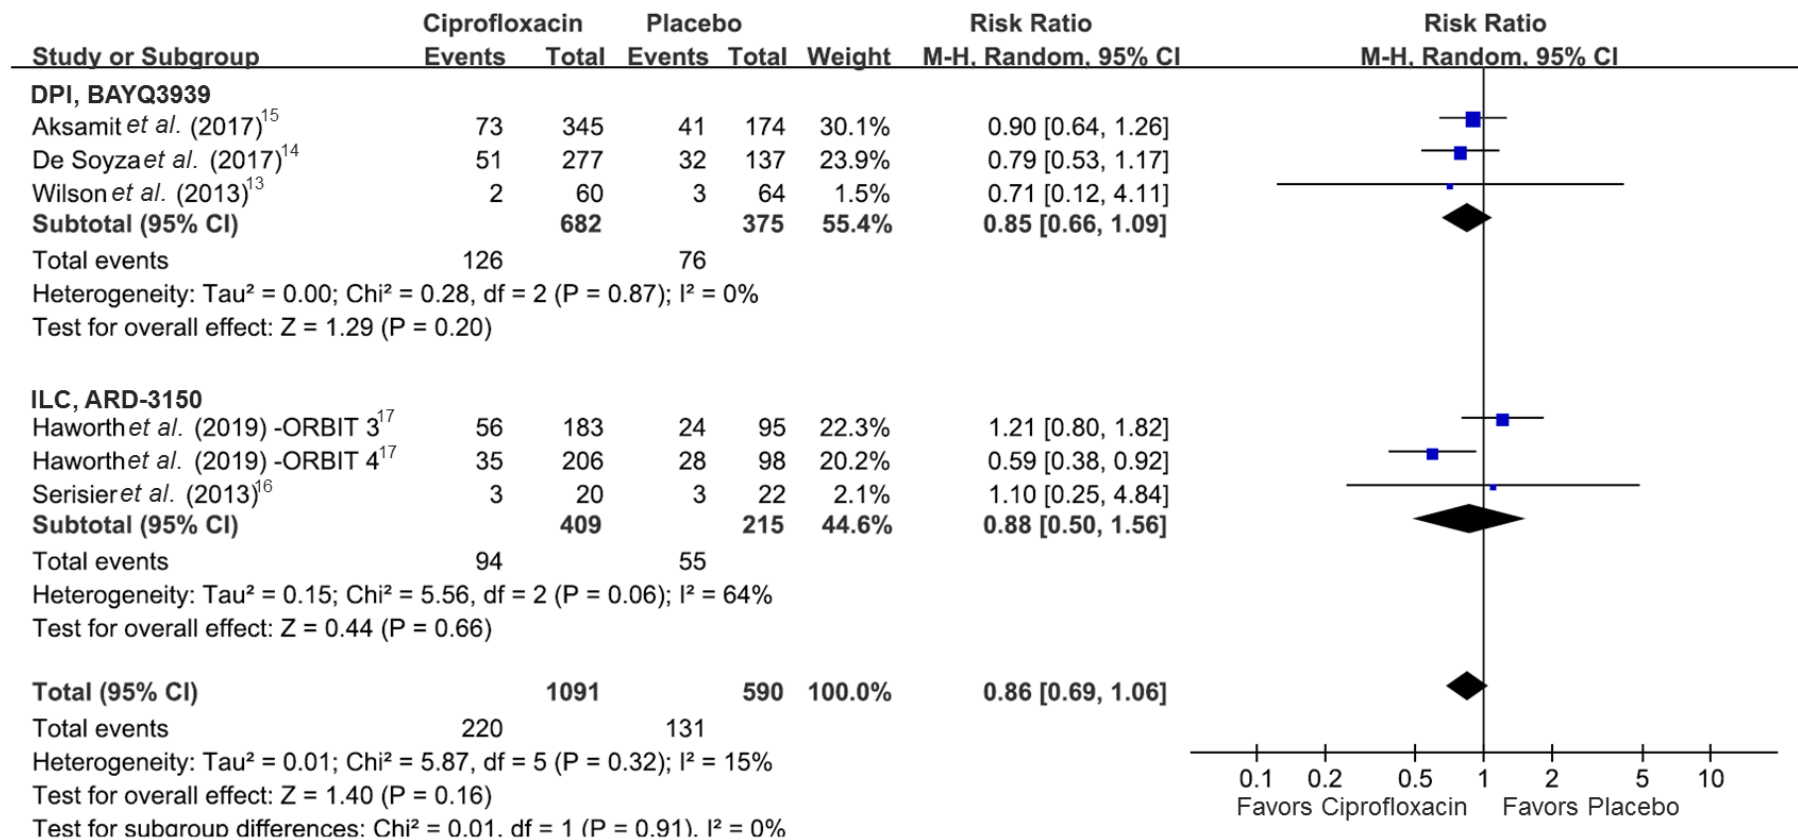 Ciprofloxacin Placebo Risk Ratio Risk Ratio
Study or Subgroup Events Total Events Total Weight M-H, Random, 95% CI M-H, Random, 95% CI
DPI, BAYQ3939
Aksamit et al. (2017)15 73 345 41 174 30.1% 0.90 [0.64, 1.26]
De Soyza et al. (2017)14 51 277 32 137 23.9% 0.79 [0.53, 1.17]
Wilson et al. (2013)13 2 60 3 64 1.5% 0.71 [0.12, 4.11]
Subtotal (95% CI) 682 375 55.4% 0.85 [0.66, 1.09]
Total events 126 76
Heterogeneity: Tau² = 0.00; Chi² = 0.28, df = 2 (P = 0.87); I² = 0%
Test for overall effect: Z = 1.29 (P = 0.20)
ILC, ARD-3150
Haworth et al. (2019) -ORBIT 317 56 183 24 95 22.3% 1.21 [0.80, 1.82]
Haworth et al. (2019) -ORBIT 417 35 206 28 98 20.2% 0.59 [0.38, 0.92]
Serisier et al. (2013)16 3 20 3 22 2.1% 1.10 [0.25, 4.84]
Subtotal (95% CI) 409 215 44.6% 0.88 [0.50, 1.56]
Total events 94 55
Heterogeneity: Tau² = 0.15; Chi² = 5.56, df = 2 (P = 0.06); I² = 64%
Test for overall effect: Z = 0.44 (P = 0.66)
Total (95% CI) 1091 590 100.0% 0.86 [0.69, 1.06]
Total events 220 131
Heterogeneity: Tau² = 0.01; Chi² = 5.87, df = 5 (P = 0.32); I² = 15%
Test for overall effect: Z = 1.40 (P = 0.16)
Test for subgroup differences: Chi² = 0.01, df = 1 (P = 0.91), I² = 0%
0.1 0.2 0.5 1 2 5 10
Favors Ciprofloxacin Favors Placebo